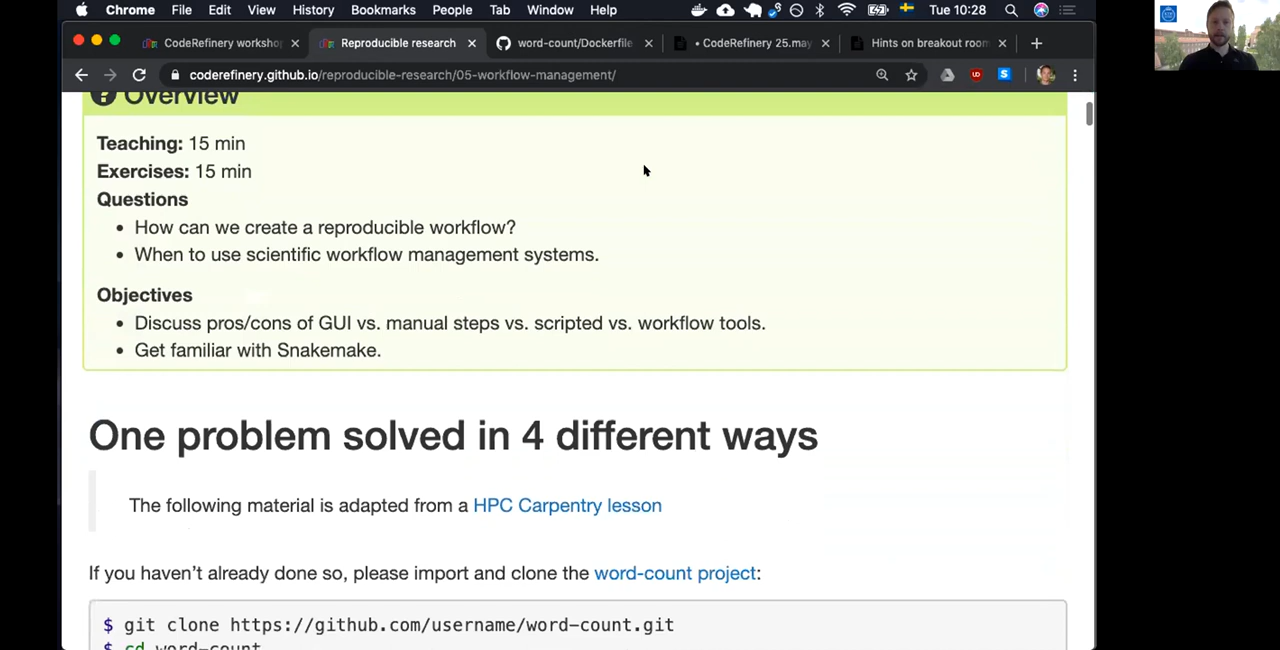 Chrome File Edit View History Bookmarks People Tab Window Help Tue 10:28
CodeRefinery workshop Reproducible research word-count/Dockerfile • CodeRefinery 25.may Hints on breakout room
coderefinery.github.io/reproducible-research/05-workflow-management/
Overview
Teaching: 15 min
Exercises: 15 min
Questions
• How can we create a reproducible workflow?
• When to use scientific workflow management systems.
Objectives
• Discuss pros/cons of GUI vs. manual steps vs. scripted vs. workflow tools.
• Get familiar with Snakemake.
One problem solved in 4 different ways
The following material is adapted from a HPC Carpentry lesson
If you haven’t already done so, please import and clone the word-count project:
$ git clone https://github.com/username/word-count.git
$ cd word-count